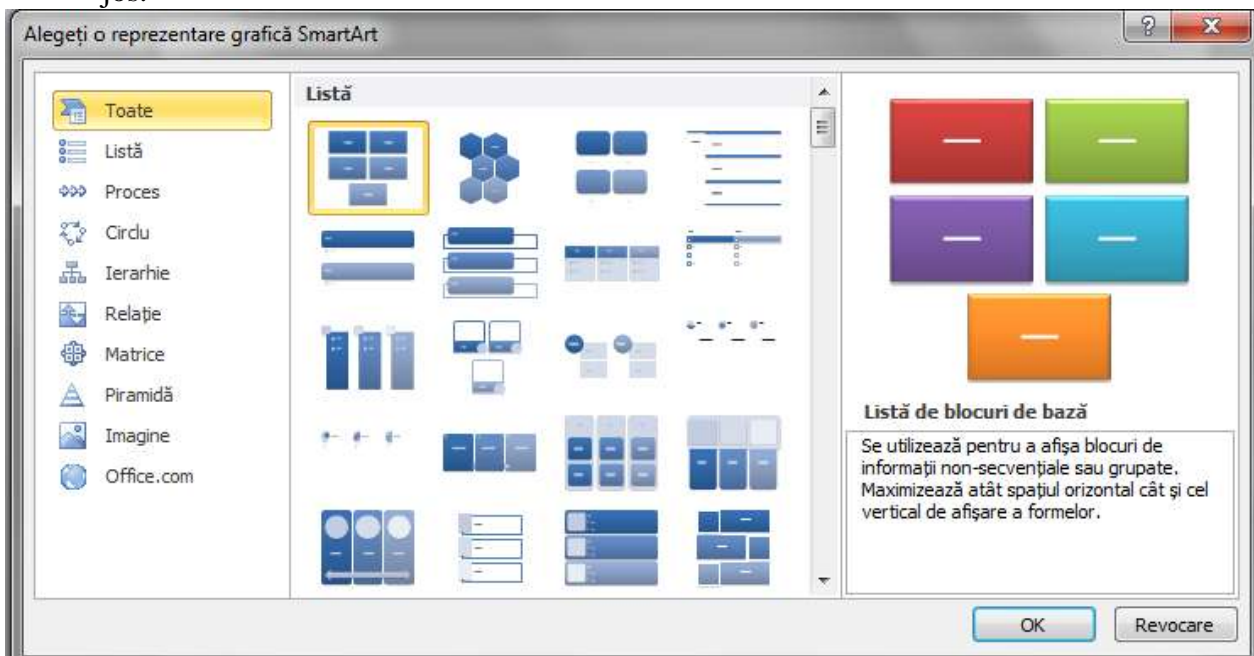 jos.
Alegeți o reprezentare grafică SmartArt
Toate
Listă
Proces
Circlu
Ierarhie
Relație
Matrice
Piramidă
Imagine
Office.com
Listă
Listă de blocuri de bază
Se utilizează pentru a afișa blocuri de
informații non-secvențiale sau grupate.
Maximizează atât spațiul orizontal cât și cel
vertical de afișare a formelor.
OK
Revocare